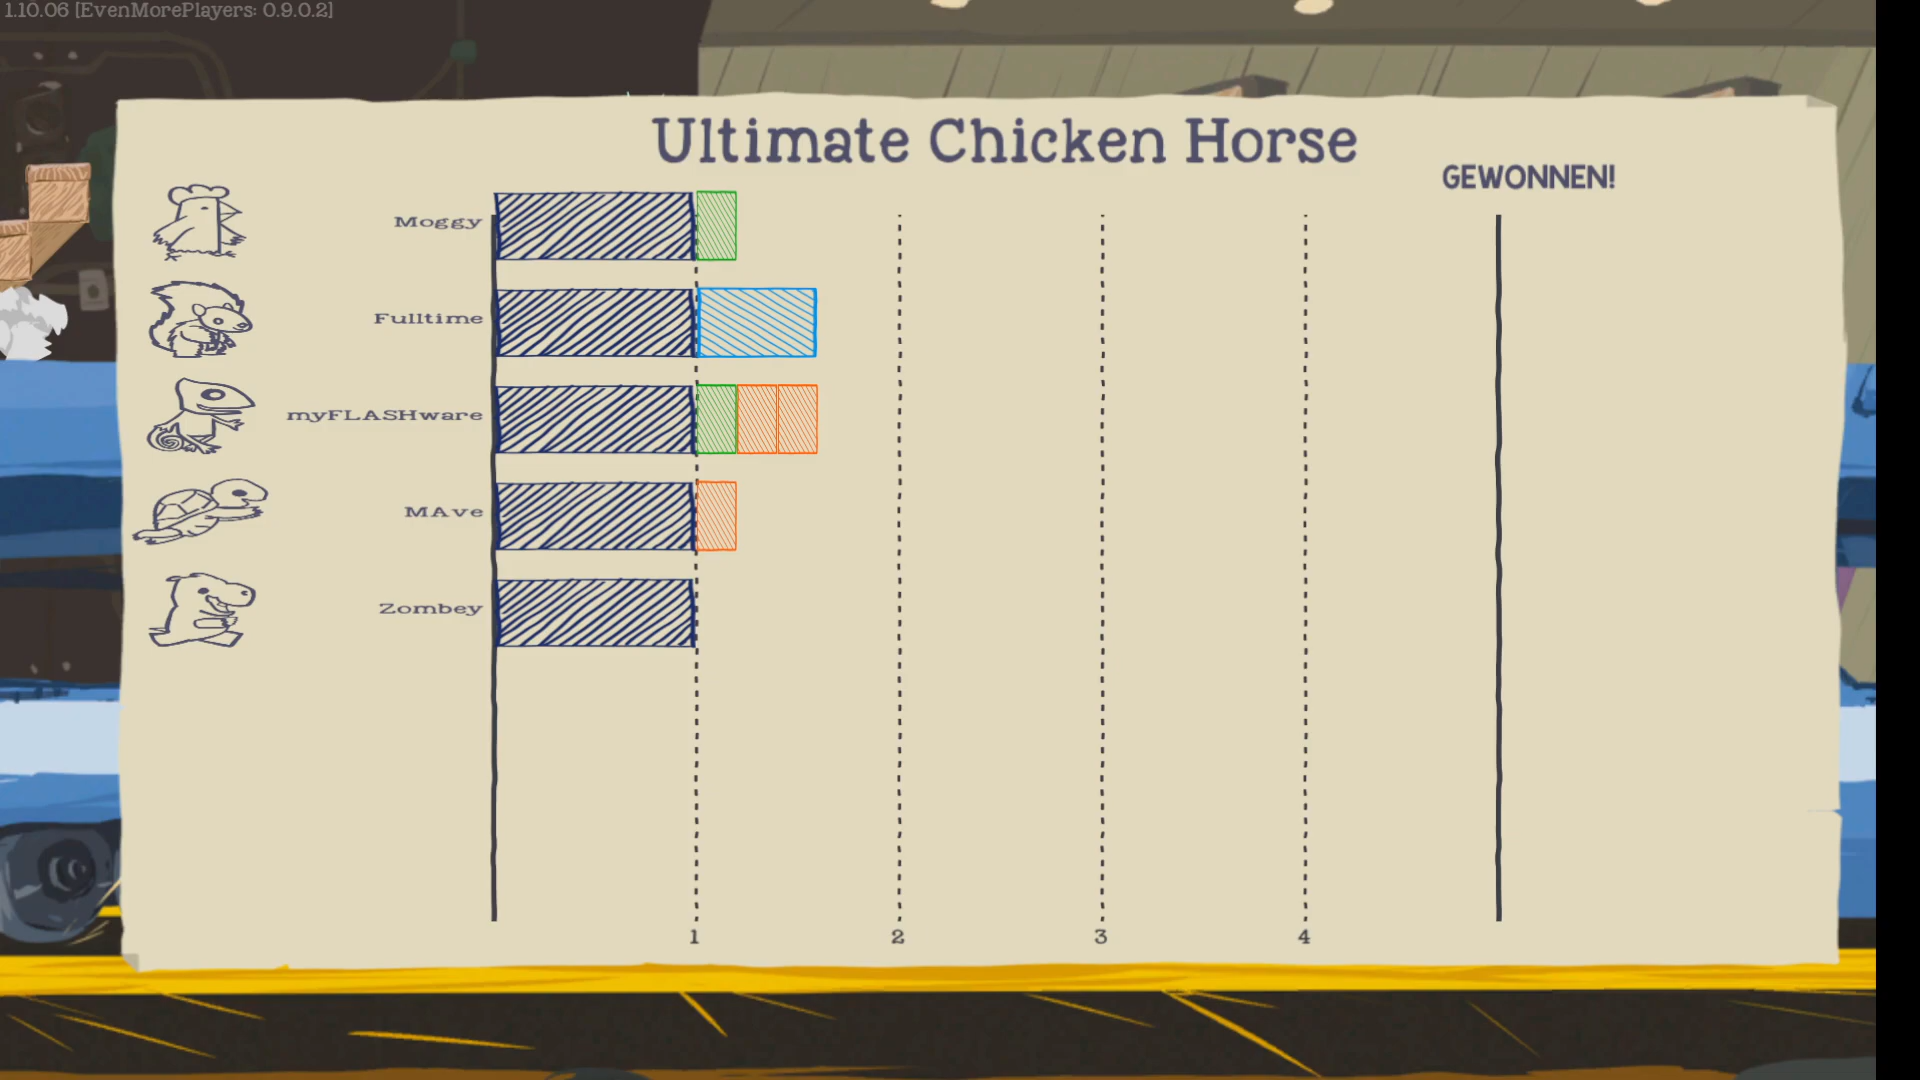 1.10.06 [EvenMorePlayers: 0.9.0.2]
Ultimate Chicken Horse
GEWONNEN!
Moggy
Fulltime
myFLASHware
MAve
Zombey
1 2 3 4